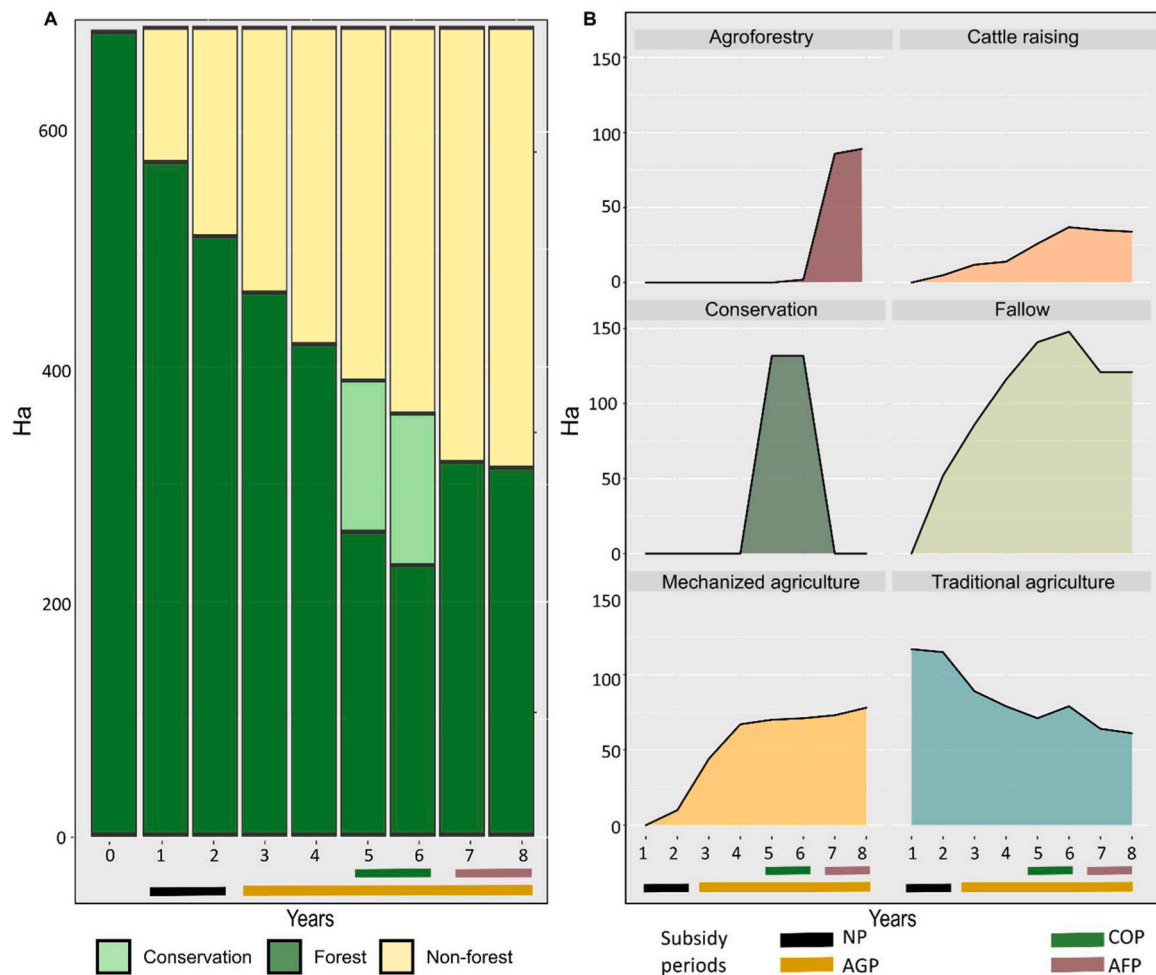 A
Ha
600
400
200
0
0 1 2 3 4 5 6 7 8
Years
Conservation Forest Non-forest
B
Ha
Agroforestry Cattle raising
150
100
50
0
Conservation Fallow
150
100
50
0
Mechanized agriculture Traditional agriculture
150
100
50
0
1 2 3 4 5 6 7 8 1 2 3 4 5 6 7 8
Years
Subsidy NP COP
periods AGP AFP